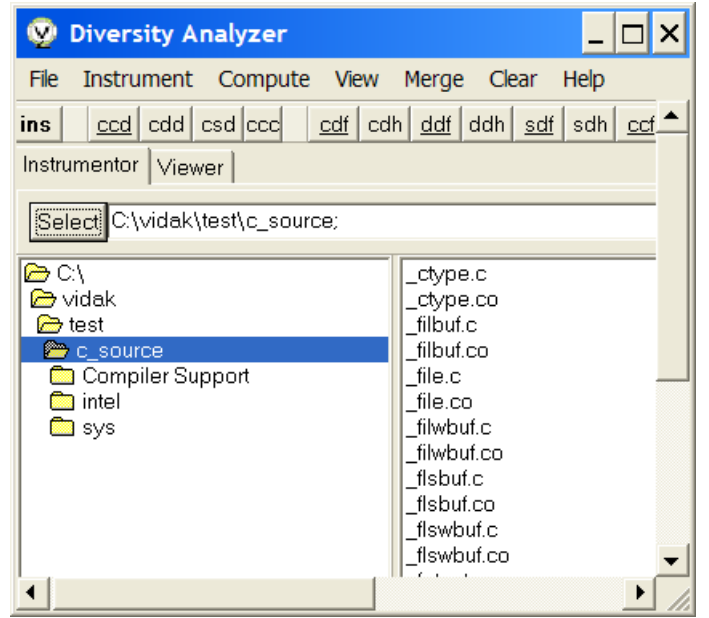 Diversity Analyzer
File Instrument Compute View Merge Clear Help
ins ccd cdd csd ccc cdf cdh ddf ddh sdf sdh ccf
Instrumentor Viewer
Select C:\vidak\test\c_source;
C:\
vidak
test
c_source
Compiler Support
intel
sys
_ctype.c
_ctype.co
_filbuf.c
_filbuf.co
_file.c
_file.co
_filwbuf.c
_filwbuf.co
_flsbuf.c
_flsbuf.co
_flswbuf.c
_flswbuf.co